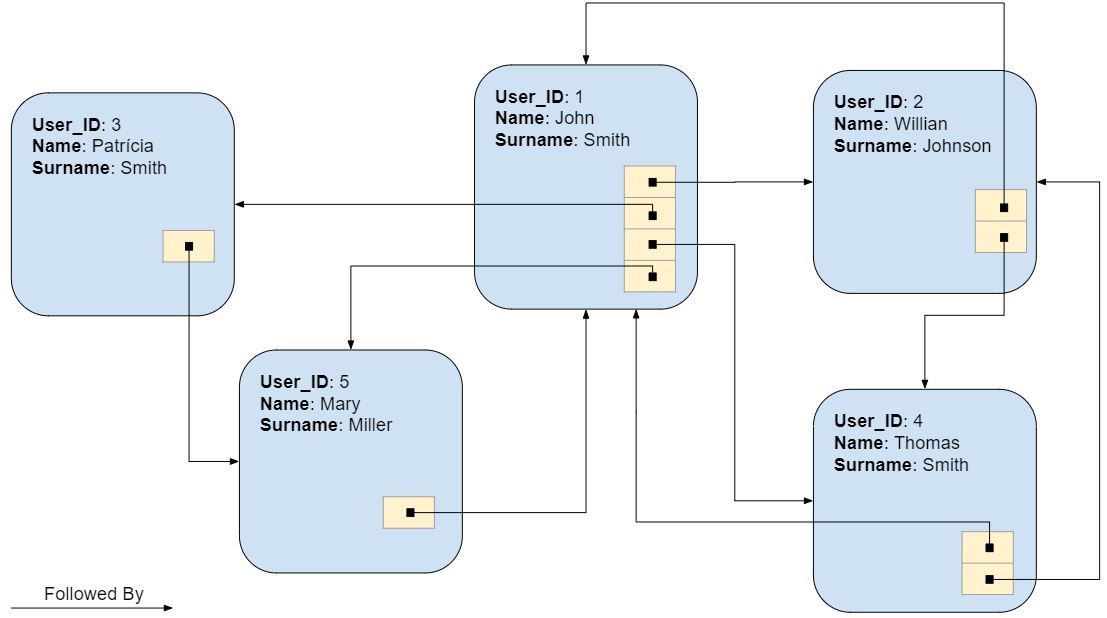 User_ID: 1
Name: John
Surname: Smith
User_ID: 2
Name: Willian
Surname: Johnson
User_ID: 3
Name: Patrícia
Surname: Smith
User_ID: 5
Name: Mary
Surname: Miller
User_ID: 4
Name: Thomas
Surname: Smith
Followed By